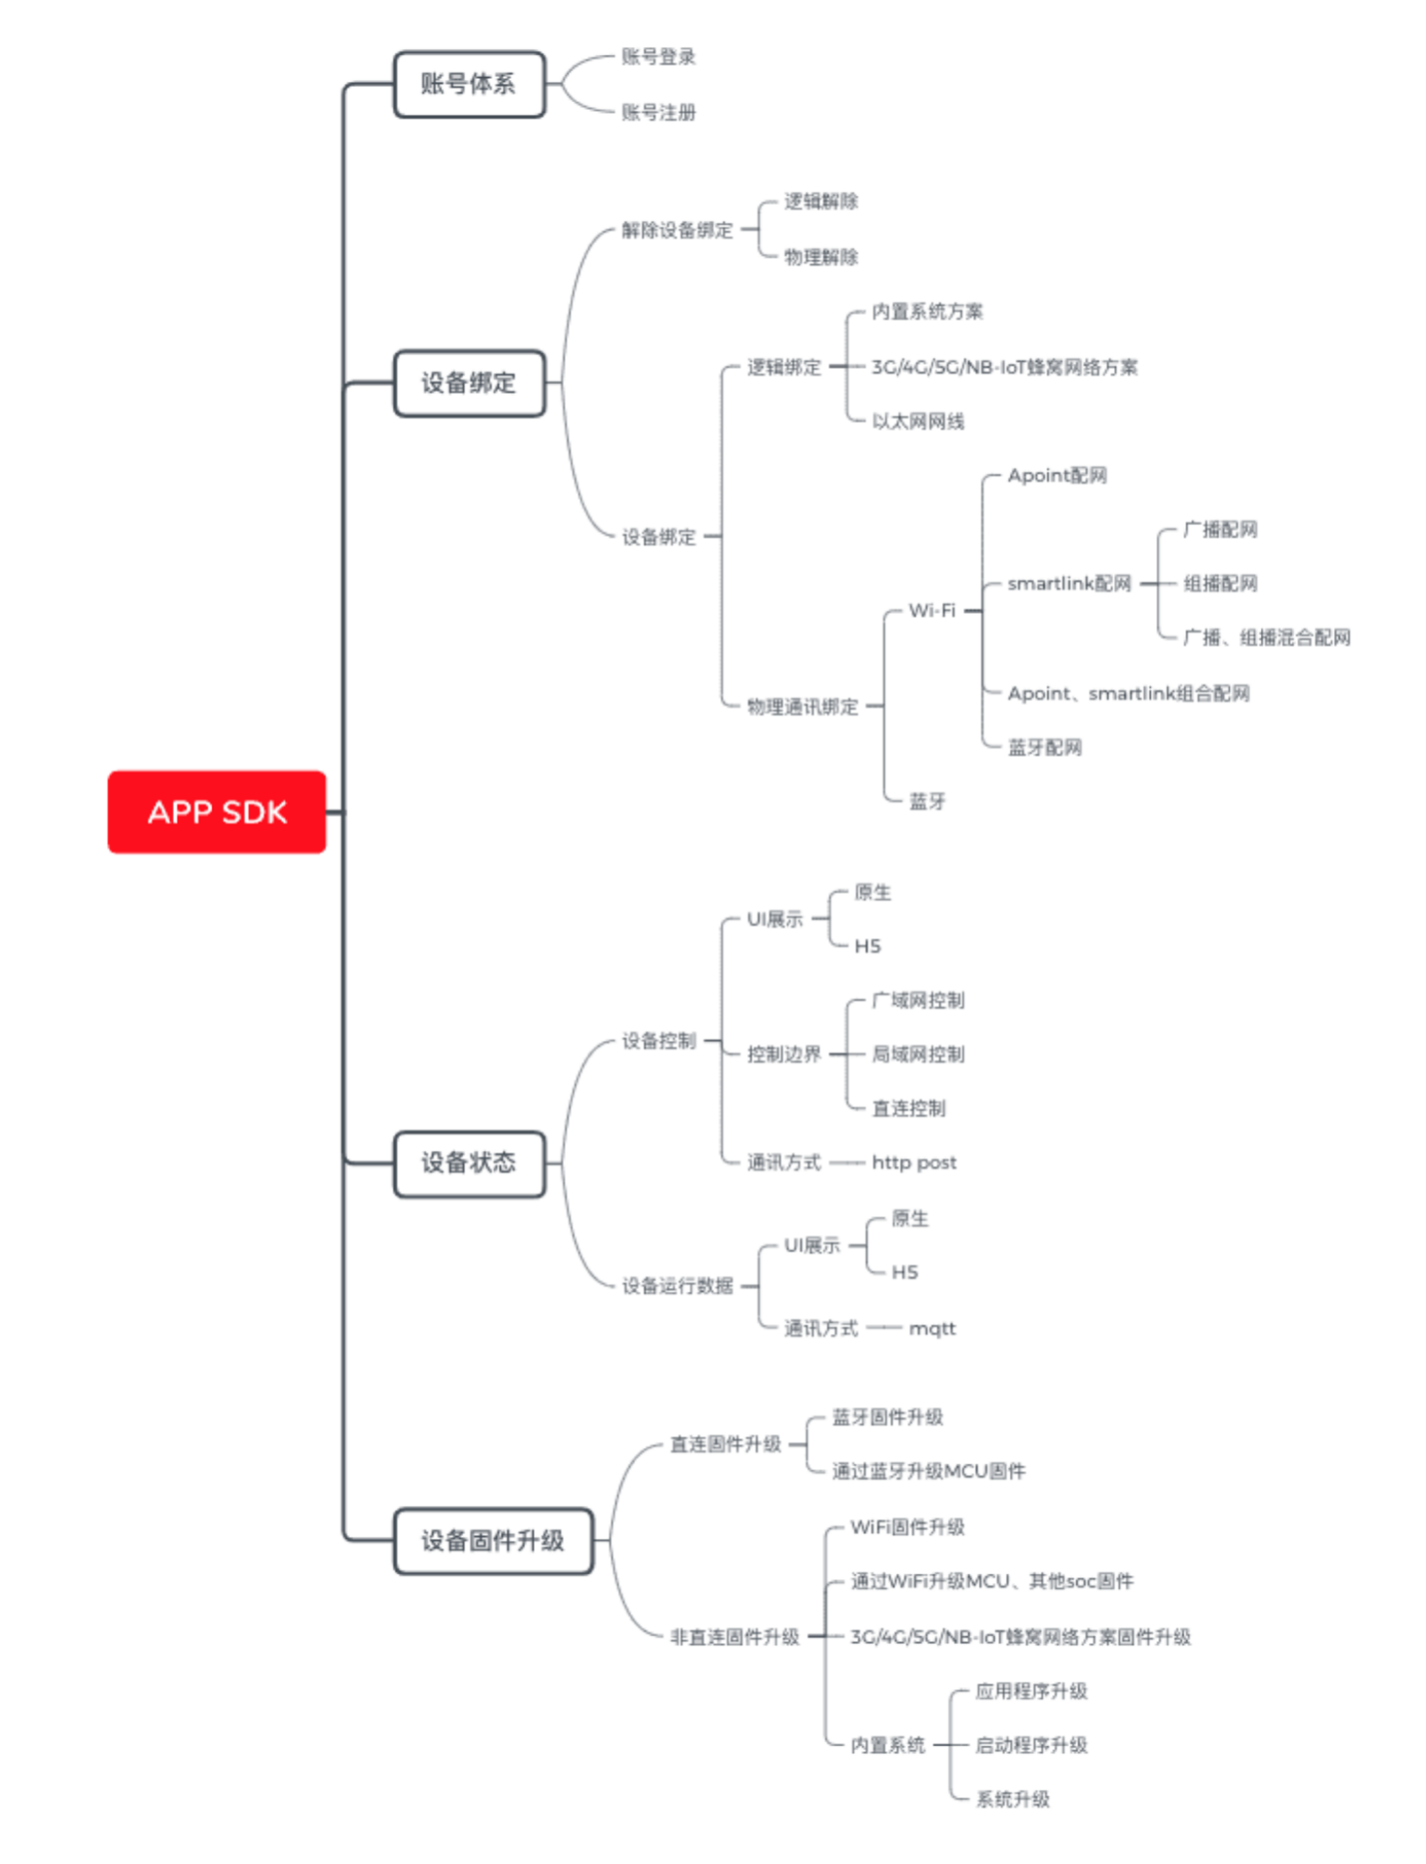 账号登录
账号体系
账号注册
逻辑解除
解除设备绑定
物理解除
内置系统方案
逻辑绑定
3G/4G/5G/NB-IoT蜂窝网络方案
设备绑定
以太网网线
Apoint配网
广播配网
设备绑定
smartlink配网
组播配网
Wi-Fi
广播、组播混合配网
Apoint、smartlink组合配网
物理通讯绑定
蓝牙配网
蓝牙
APP SDK
原生
UI展示
H5
广域网控制
设备控制
控制边界
局域网控制
直连控制
设备状态
通讯方式
http post
原生
UI展示
H5
设备运行数据
通讯方式
mqtt
蓝牙固件升级
直连固件升级
通过蓝牙升级MCU固件
WiFi固件升级
设备固件升级
通过WiFi升级MCU、其他soc固件
非直连固件升级
3G/4G/5G/NB-IoT蜂窝网络方案固件升级
应用程序升级
内置系统
启动程序升级
系统升级